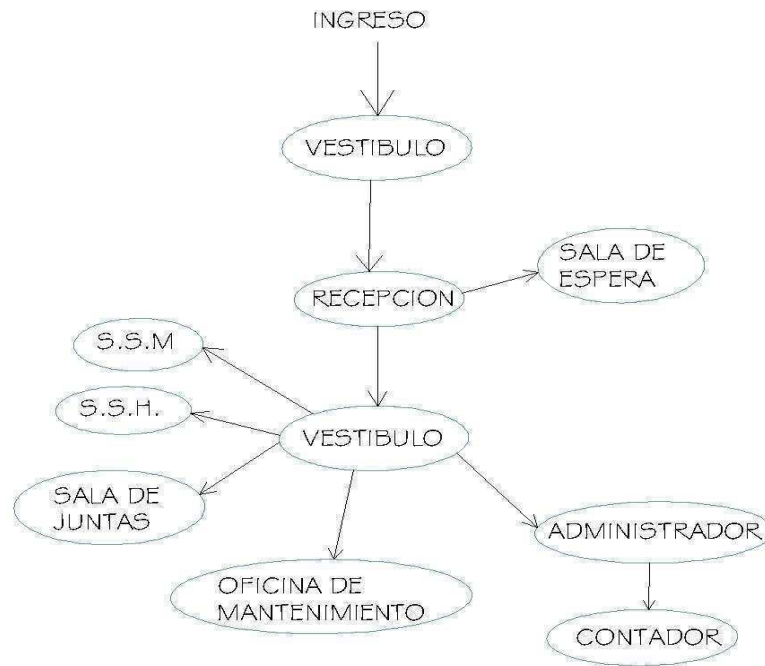 INGRESO
VESTIBULO
SALA DE
ESPERA
RECEPCION
S.S.M
S.S.H.
VESTIBULO
SALA DE
JUNTAS
ADMINISTRADOR
OFICINA DE
MANTENIMIENTO
CONTADOR